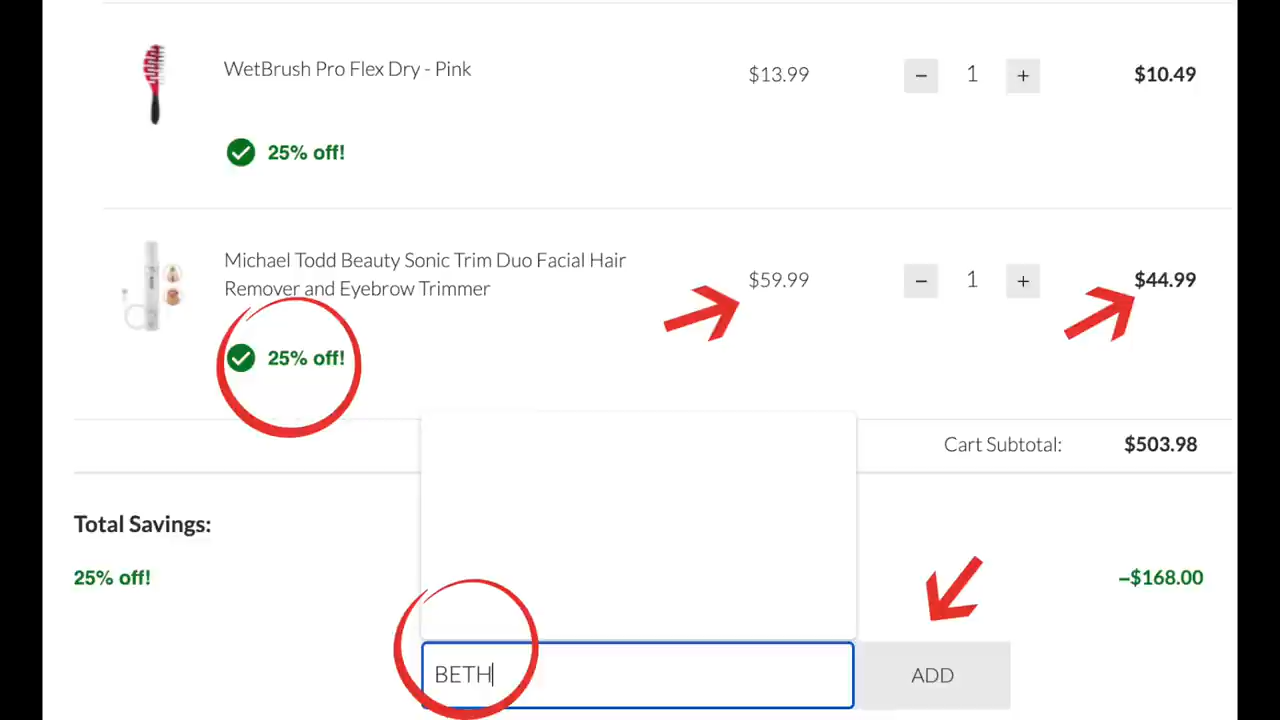 WetBrush Pro Flex Dry - Pink
$13.99
−
1
+
$10.49
25% off!
Michael Todd Beauty Sonic Trim Duo Facial Hair
Remover and Eyebrow Trimmer
$59.99
−
1
+
$44.99
25% off!
Cart Subtotal:
$503.98
Total Savings:
25% off!
–$168.00
BETH
ADD